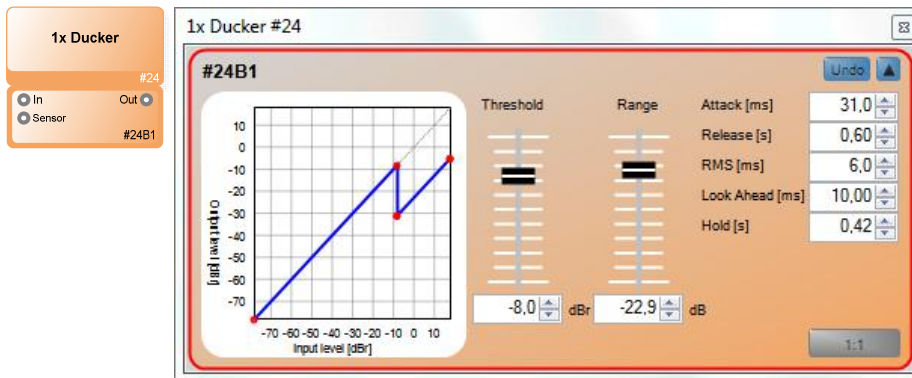 1x Ducker
#24
In Out
Sensor
#24B1
1x Ducker #24
#24B1
Undo
Threshold
Range
Attack [ms] 31,0
Release [s] 0,60
RMS [ms] 6,0
Look Ahead [ms] 10,00
Hold [s] 0,42
Output level [dBr]
10
0
-10
-20
-30
-40
-50
-60
-70
-70 -60 -50 -40 -30 -20 -10 0 10
Input level [dBr]
-8,0 dBr
-22,9 dB
1:1